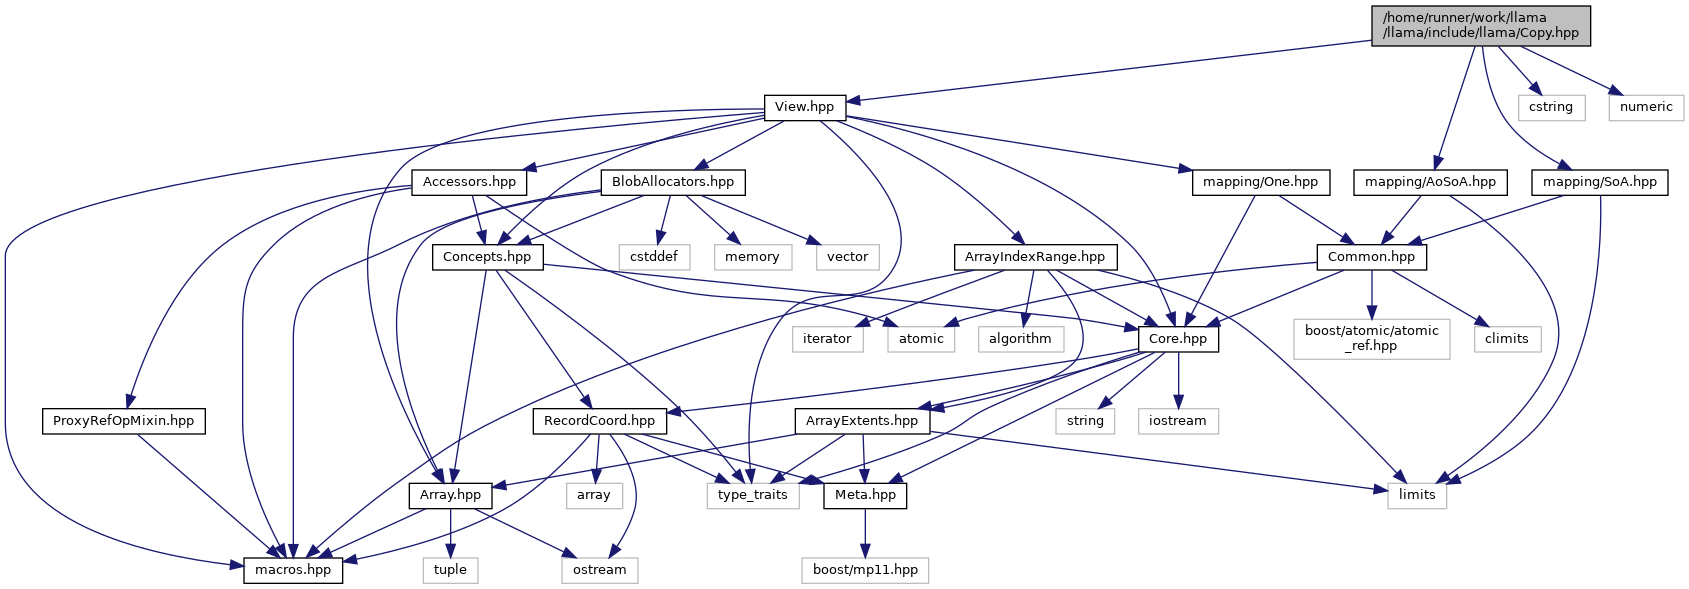 /home/runner/work/llama
/llama/include/llama/Copy.hpp
View.hpp
cstring
numeric
Accessors.hpp
BlobAllocators.hpp
mapping/One.hpp
mapping/AoSoA.hpp
mapping/SoA.hpp
Concepts.hpp
cstddef
memory
vector
ArrayIndexRange.hpp
Common.hpp
iterator
atomic
algorithm
Core.hpp
boost/atomic/atomic
_ref.hpp
climits
ProxyRefOpMixin.hpp
RecordCoord.hpp
ArrayExtents.hpp
string
iostream
Array.hpp
array
type_traits
Meta.hpp
limits
macros.hpp
tuple
ostream
boost/mp11.hpp